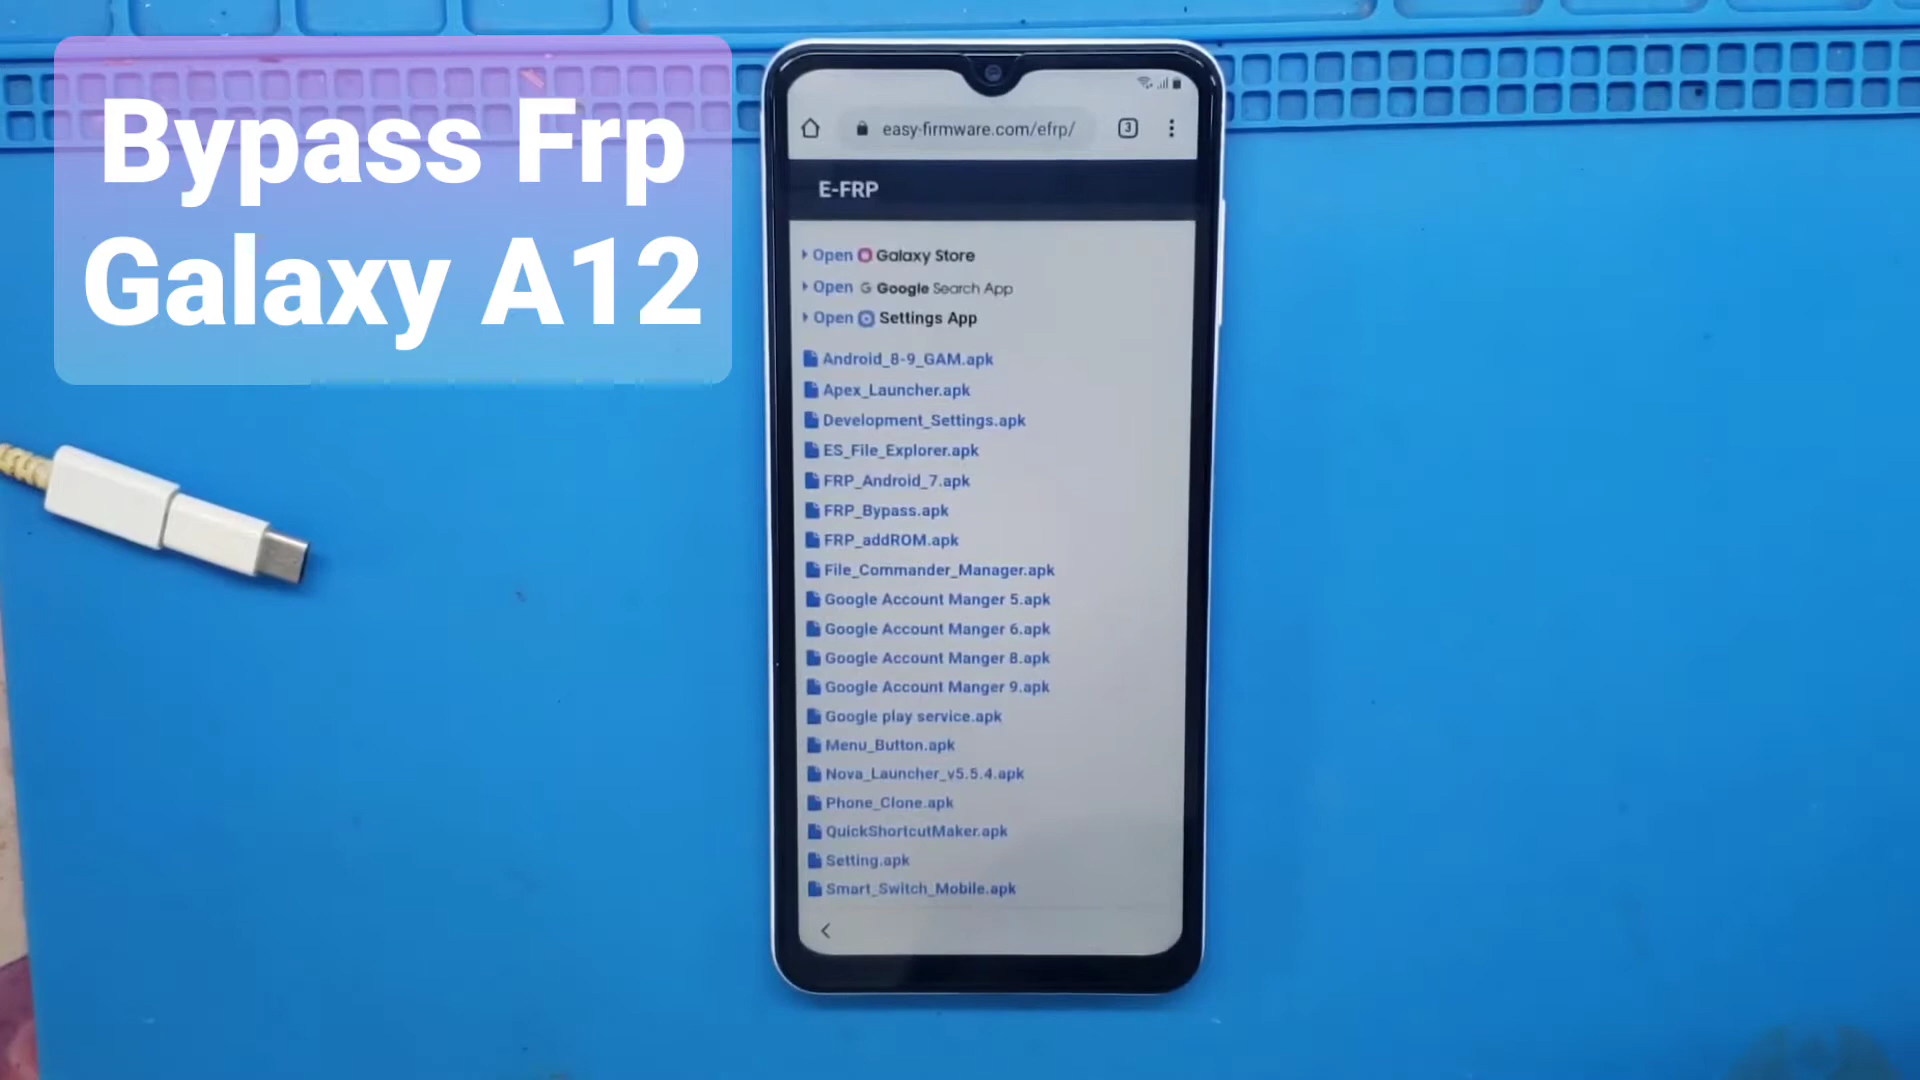 Bypass Frp
Galaxy A12
easy-firmware.com/efrp/
3
E-FRP
Open Galaxy Store
Open G Google Search App
Open Settings App
Android_8-9_GAM.apk
Apex_Launcher.apk
Development_Settings.apk
ES_File_Explorer.apk
FRP_Android_7.apk
FRP_Bypass.apk
FRP_addROM.apk
File_Commander_Manager.apk
Google Account Manger 5.apk
Google Account Manger 6.apk
Google Account Manger 8.apk
Google Account Manger 9.apk
Google play service.apk
Menu_Button.apk
Nova_Launcher_v5.5.4.apk
Phone_Clone.apk
QuickShortcutMaker.apk
Setting.apk
Smart_Switch_Mobile.apk